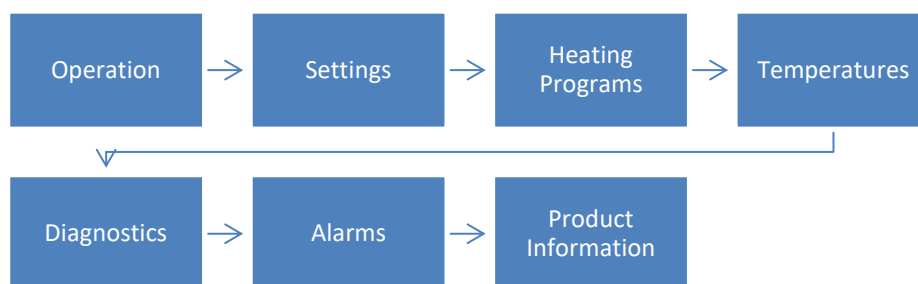 Operation
Settings
Heating
Programs
Temperatures
Diagnostics
Alarms
Product
Information